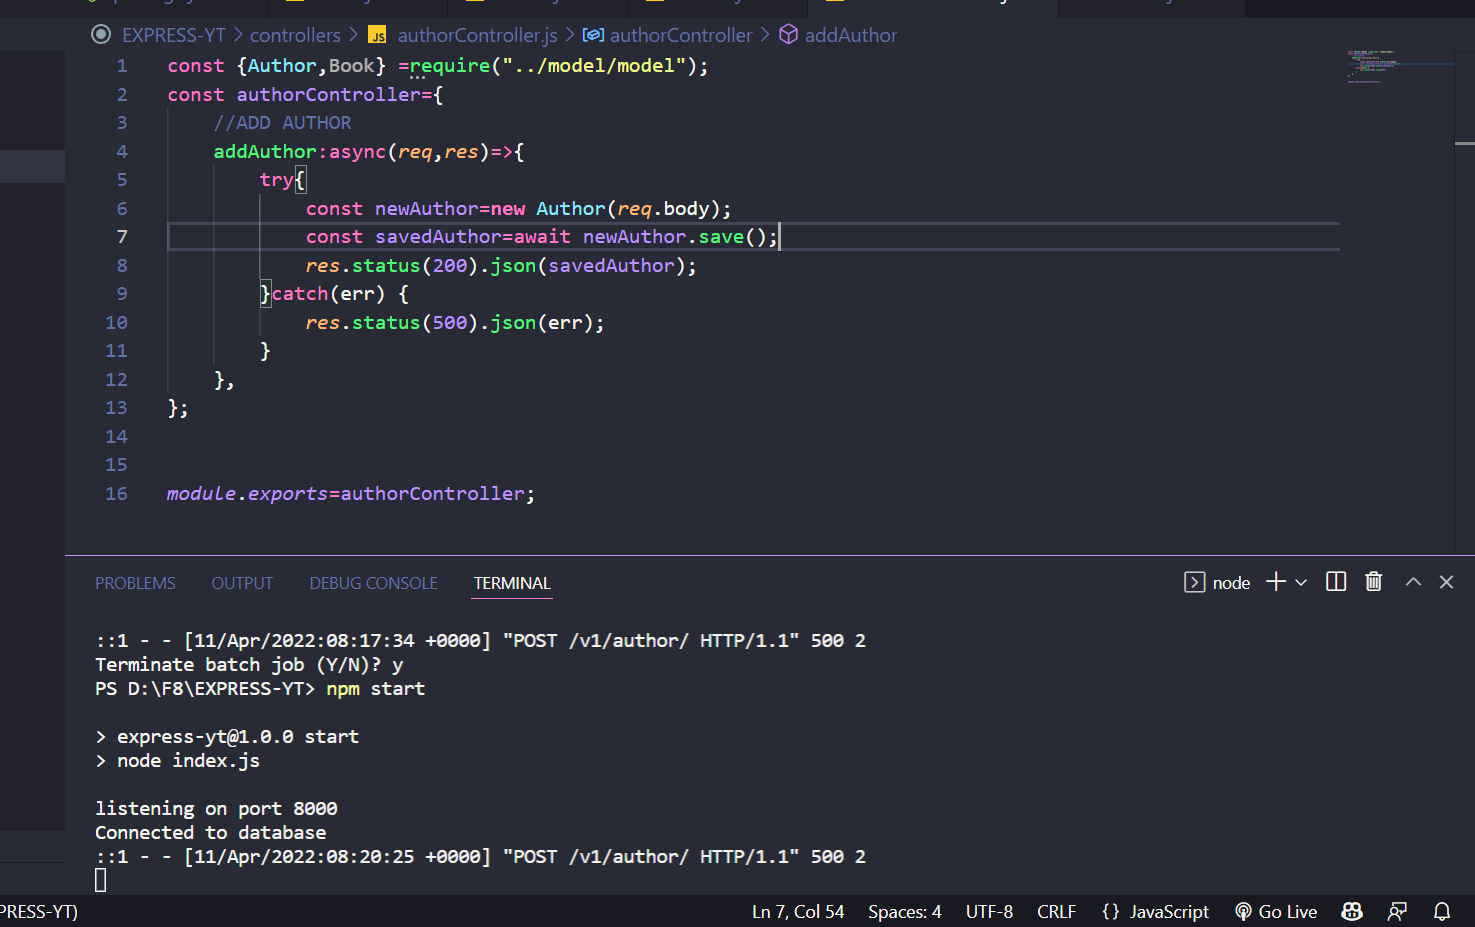 EXPRESS-YT > controllers > JS authorController.js > authorController > addAuthor
1 const {Author,Book} =require("../model/model");
2 const authorController={
3 //ADD AUTHOR
4 addAuthor:async(req,res)=>{
5 try{
6 const newAuthor=new Author(req.body);
7 const savedAuthor=await newAuthor.save();
8 res.status(200).json(savedAuthor);
9 }catch(err) {
10 res.status(500).json(err);
11 }
12 },
13 };
14
15
16 module.exports=authorController;
PROBLEMS OUTPUT DEBUG CONSOLE TERMINAL node
::1 - - [11/Apr/2022:08:17:34 +0000] "POST /v1/author/ HTTP/1.1" 500 2
Terminate batch job (Y/N)? y
PS D:\F8\EXPRESS-YT> npm start
> express-yt@1.0.0 start
> node index.js
listening on port 8000
Connected to database
::1 - - [11/Apr/2022:08:20:25 +0000] "POST /v1/author/ HTTP/1.1" 500 2
PRESS-YT) Ln 7, Col 54 Spaces: 4 UTF-8 CRLF {} JavaScript Go Live